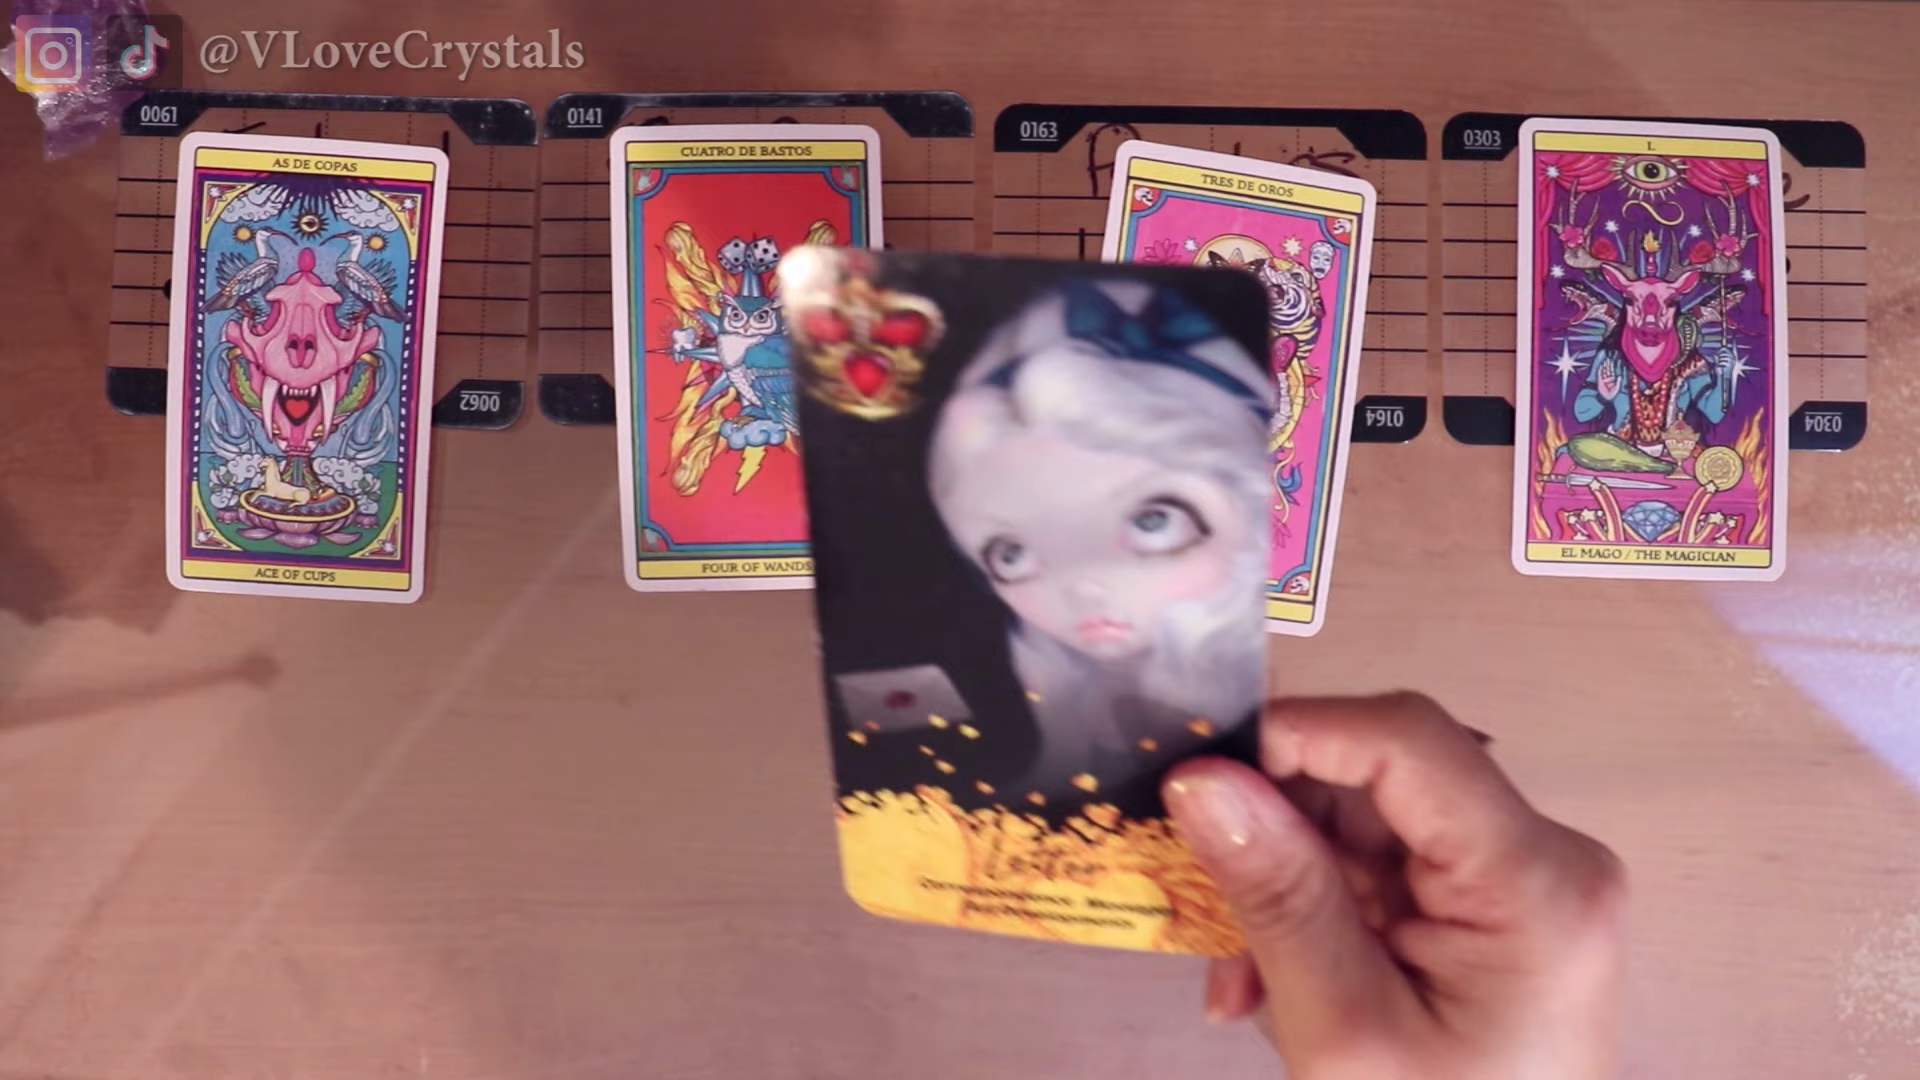 @VLoveCrystals
0061
0141
0163
0303
AS DE COPAS
CUATRO DE BASTOS
TRES DE OROS
I.
ACE OF CUPS
FOUR OF WANDS
EL MAGO / THE MAGICIAN
0062
0164
0304
Letter